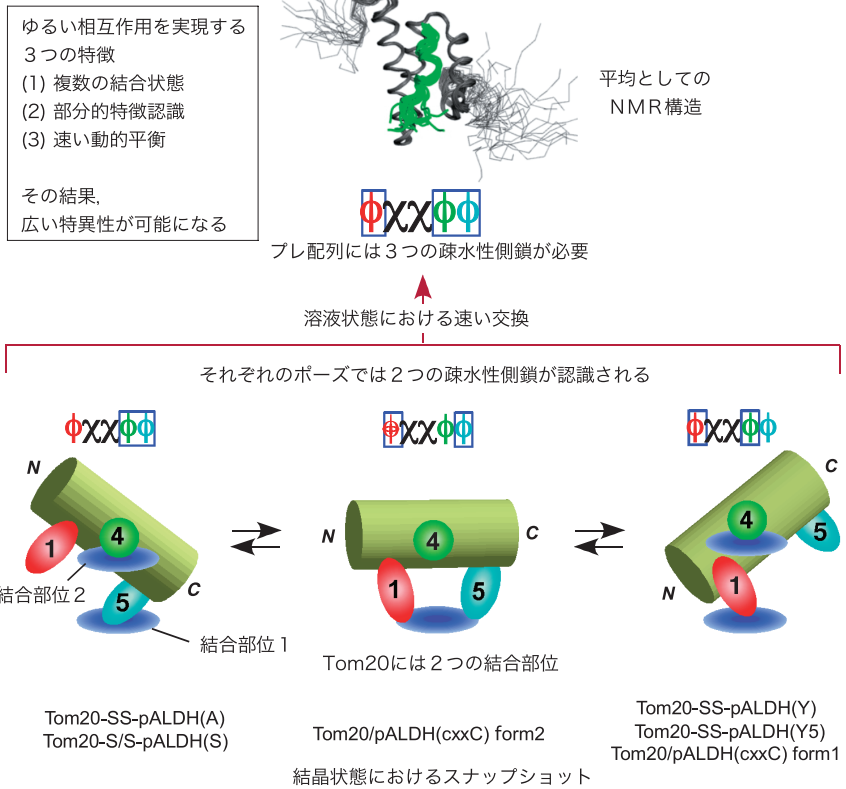 ゆるい相互作用を実現する
３つの特徴
(1) 複数の結合状態
(2) 部分的特徴認識
(3) 速い動的平衡
その結果,
広い特異性が可能になる
平均としての
ＮＭＲ構造
ϕχχϕϕ
プレ配列には３つの疎水性側鎖が必要
溶液状態における速い交換
それぞれのポーズでは２つの疎水性側鎖が認識される
ϕχχϕϕ
ϕχχϕϕ
ϕχχϕϕ
N
1
4
5
C
結合部位２
結合部位１
N
4
C
1
5
Tom20には２つの結合部位
C
4
5
1
N
Tom20-SS-pALDH(A)
Tom20-S/S-pALDH(S)
Tom20/pALDH(cxxC) form2
Tom20-SS-pALDH(Y)
Tom20-SS-pALDH(Y5)
Tom20/pALDH(cxxC) form1
結晶状態におけるスナップショット